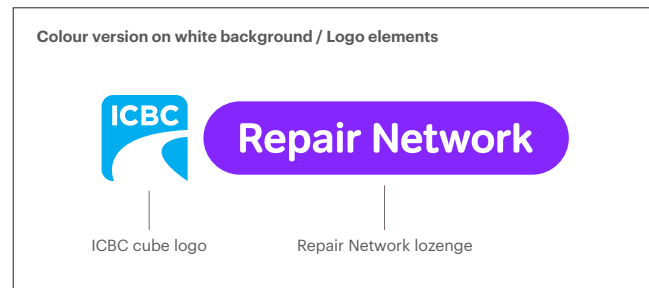 Colour version on white background / Logo elements
ICBC
Repair Network
ICBC cube logo
Repair Network lozenge